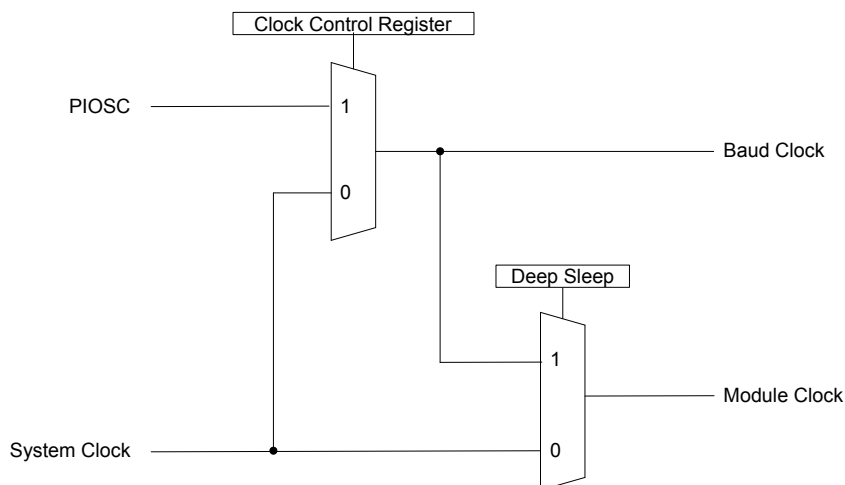 Clock Control Register
PIOSC
1
Baud Clock
0
Deep Sleep
1
Module Clock
System Clock
0